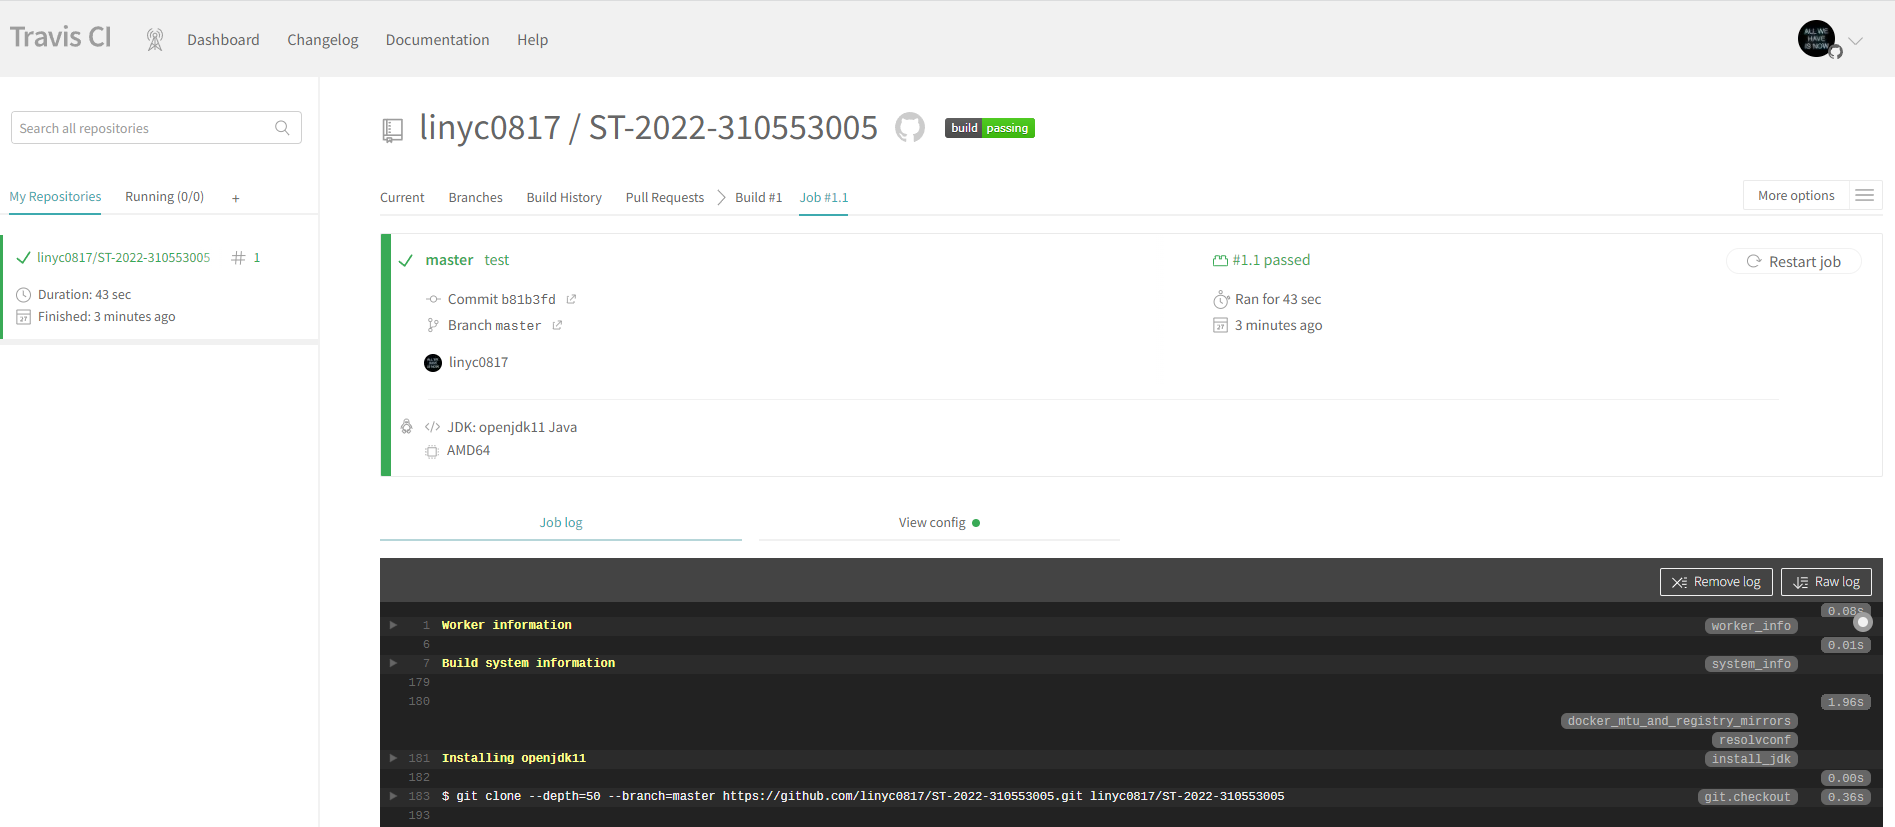 Travis CI Dashboard Changelog Documentation Help
ALL WE
HAVE
IS NOW
Search all repositories
My Repositories Running (0/0) +
linyc0817/ST-2022-310553005 # 1
Duration: 43 sec
Finished: 3 minutes ago
linyc0817 / ST-2022-310553005 build passing
Current Branches Build History Pull Requests Build #1 Job #1.1 More options
master test #1.1 passed Restart job
Commit b81b3fd Ran for 43 sec
Branch master 3 minutes ago
linyc0817
</> JDK: openjdk11 Java
AMD64
Job log View config
Remove log Raw log
0.08s
1 Worker information worker_info
6 0.01s
7 Build system information system_info
179
180 1.96s
docker_mtu_and_registry_mirrors
resolvconf
181 Installing openjdk11 install_jdk
182 0.00s
183 $ git clone --depth=50 --branch=master https://github.com/linyc0817/ST-2022-310553005.git linyc0817/ST-2022-310553005 git.checkout 0.36s
193